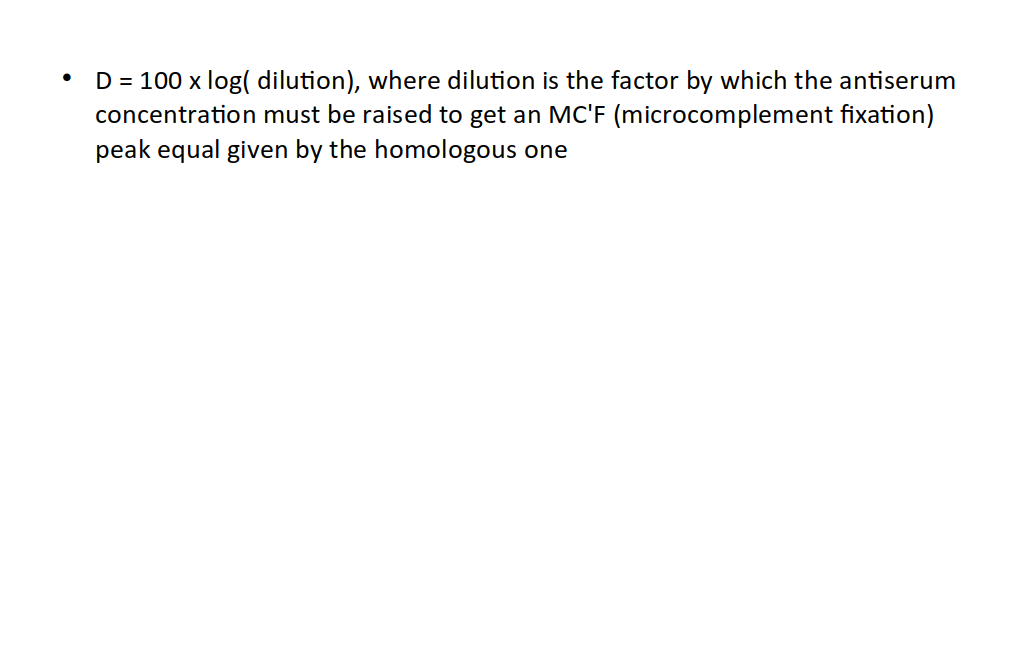 • D = 100 x log( dilution), where dilution is the factor by which the antiserum
concentration must be raised to get an MC'F (microcomplement fixation)
peak equal given by the homologous one